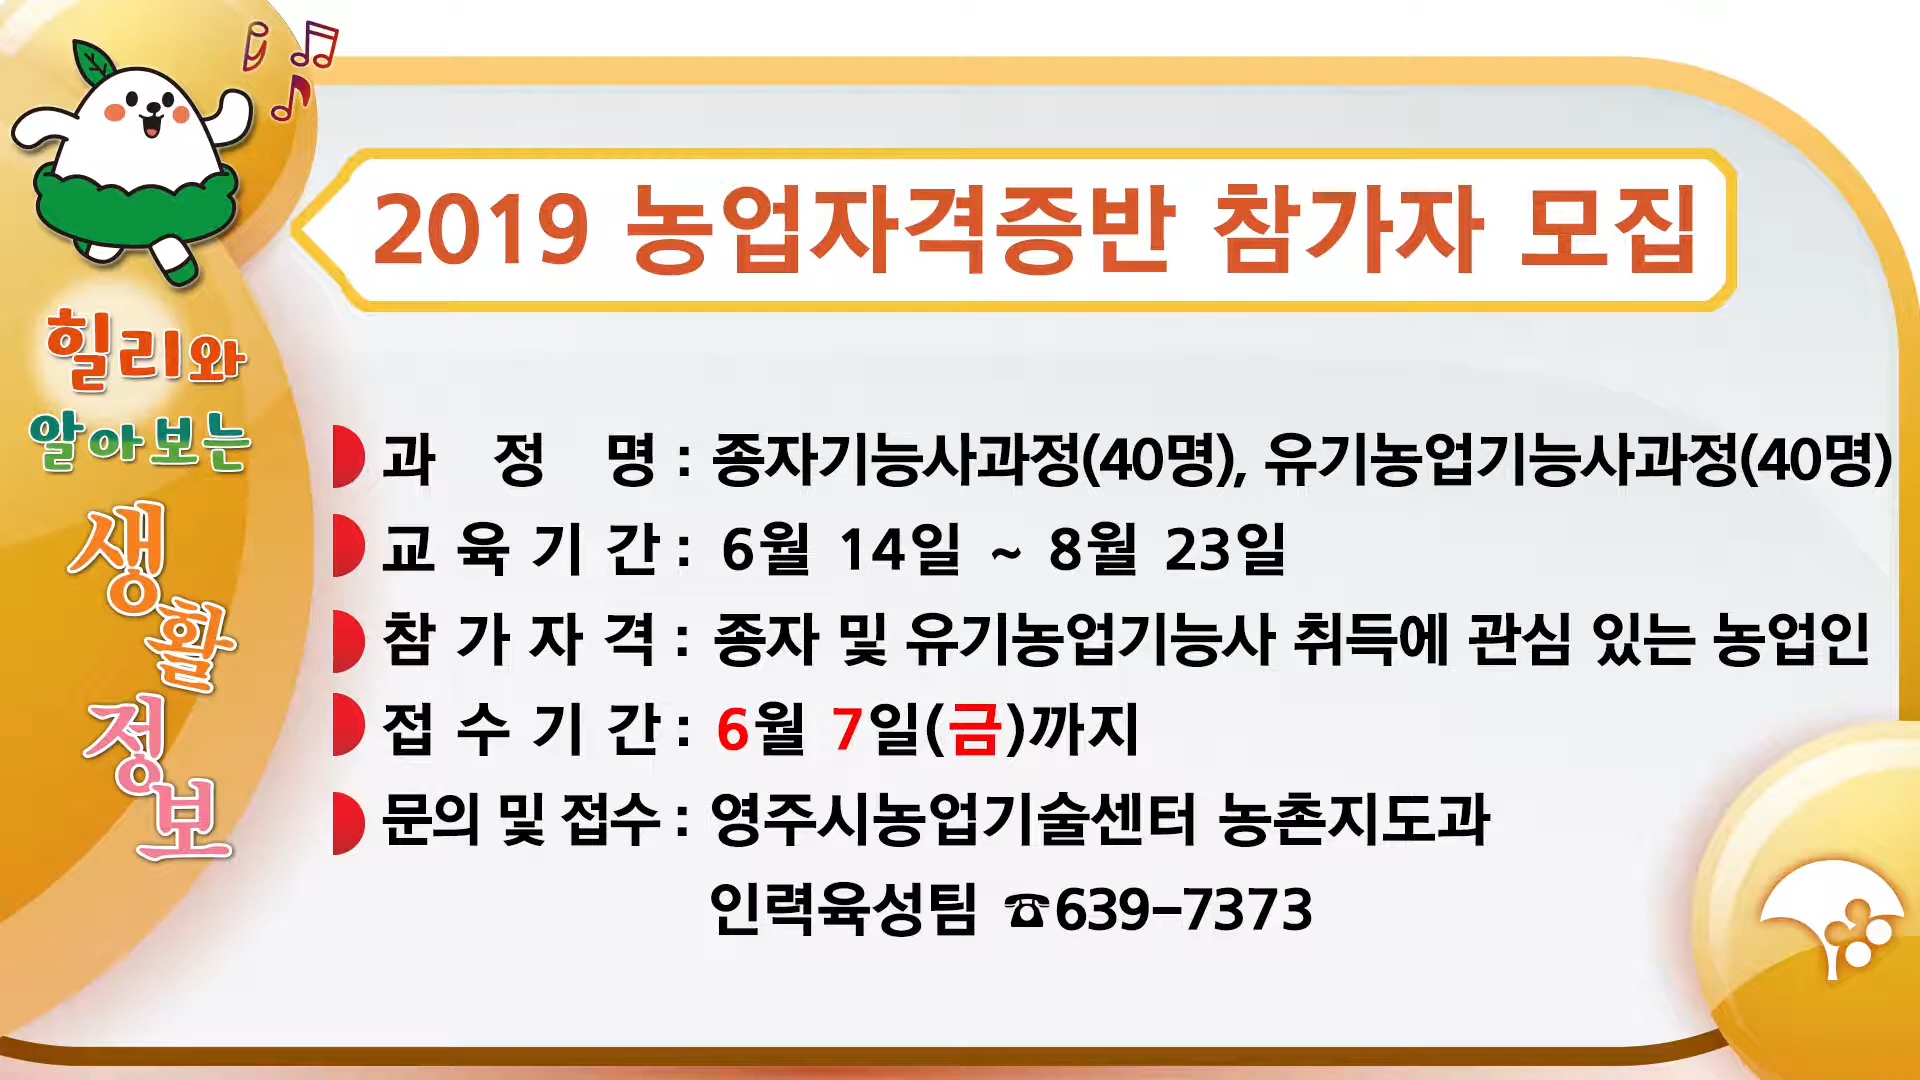 힐리와
알아보는
생활
정보
2019 농업자격증반 참가자 모집
과 정 명 : 종자기능사과정(40명), 유기농업기능사과정(40명)
교 육 기 간 : 6월 14일 ~ 8월 23일
참 가 자 격 : 종자 및 유기농업기능사 취득에 관심 있는 농업인
접 수 기 간 : 6월 7일(금)까지
문의 및 접수 : 영주시농업기술센터 농촌지도과
인력육성팀 ☎639-7373